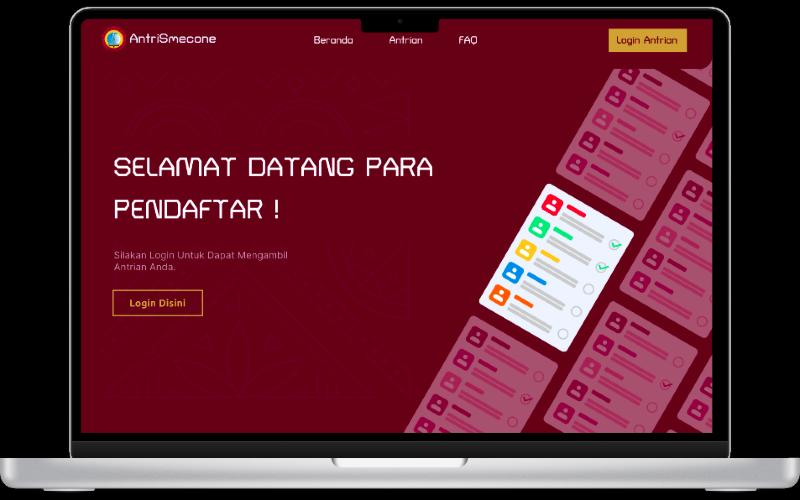 AntriSmecone
Beranda
Antrian
FAQ
Login Antrian
SELAMAT DATANG PARA
PENDAFTAR !
Silakan Login Untuk Dapat Mengambil
Antrian Anda.
Login Disini